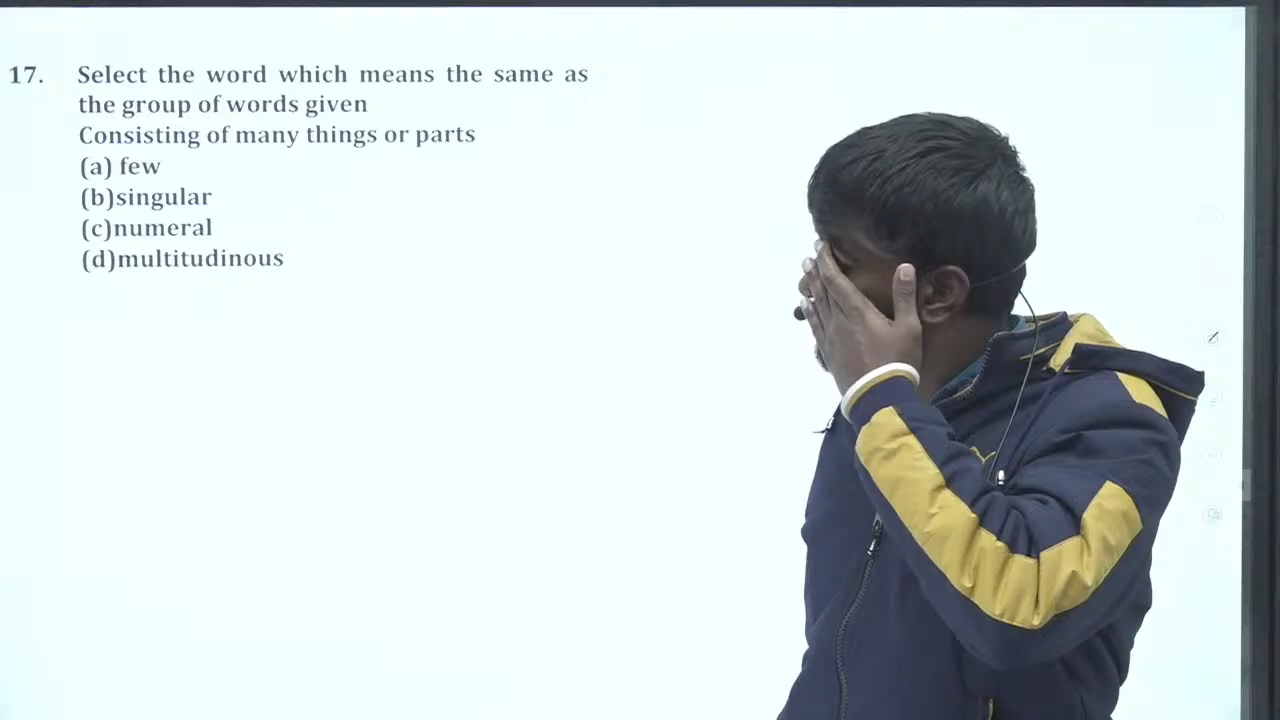 17. Select the word which means the same as
the group of words given
Consisting of many things or parts
(a) few
(b)singular
(c)numeral
(d)multitudinous